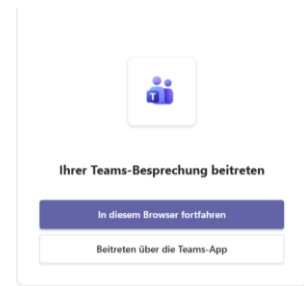 Ihrer Teams-Besprechung beitreten
In diesem Browser fortfahren
Beitreten über die Teams-App